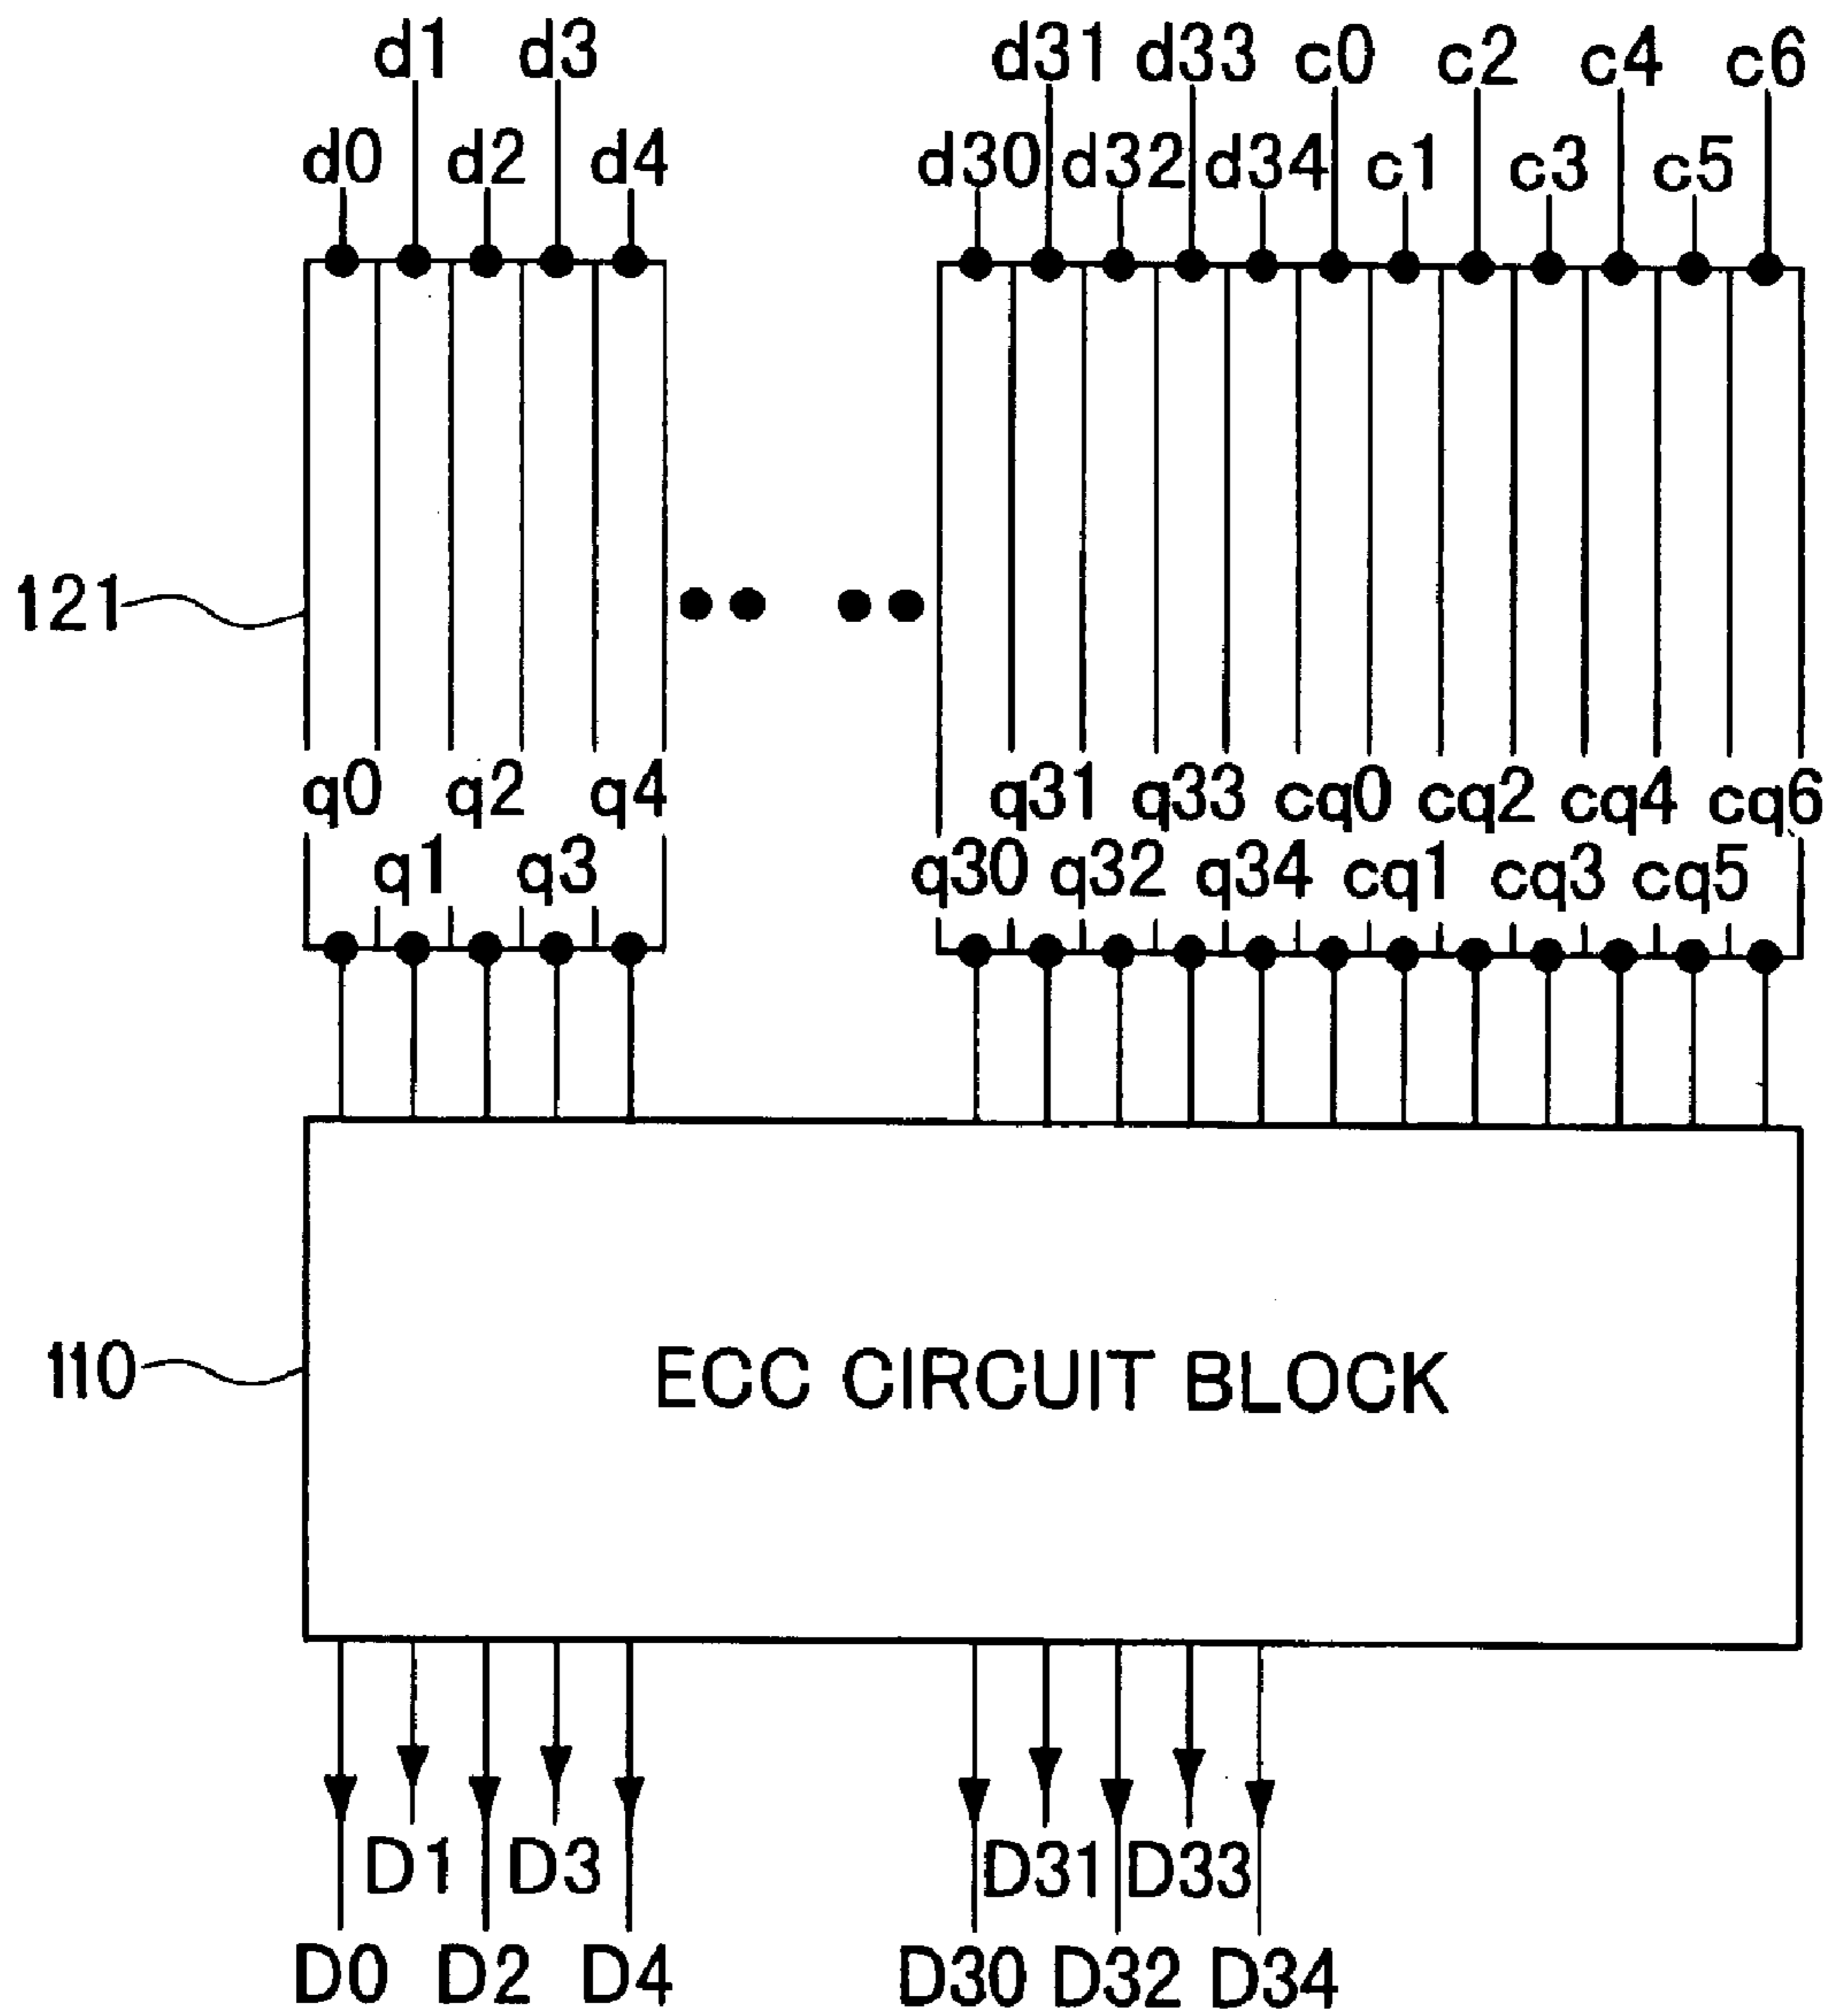 d1 d3 d31 d33 c0 c2 c4 c6
d0 d2 d4 d30 d32 d34 c1 c3 c5
121
q0 q2 q4 q31 q33 cq0 cq2 cq4 cq6
q1 q3 q30 q32 q34 cq1 cq3 cq5
110
ECC CIRCUIT BLOCK
D1 D3 D31 D33
D0 D2 D4 D30 D32 D34